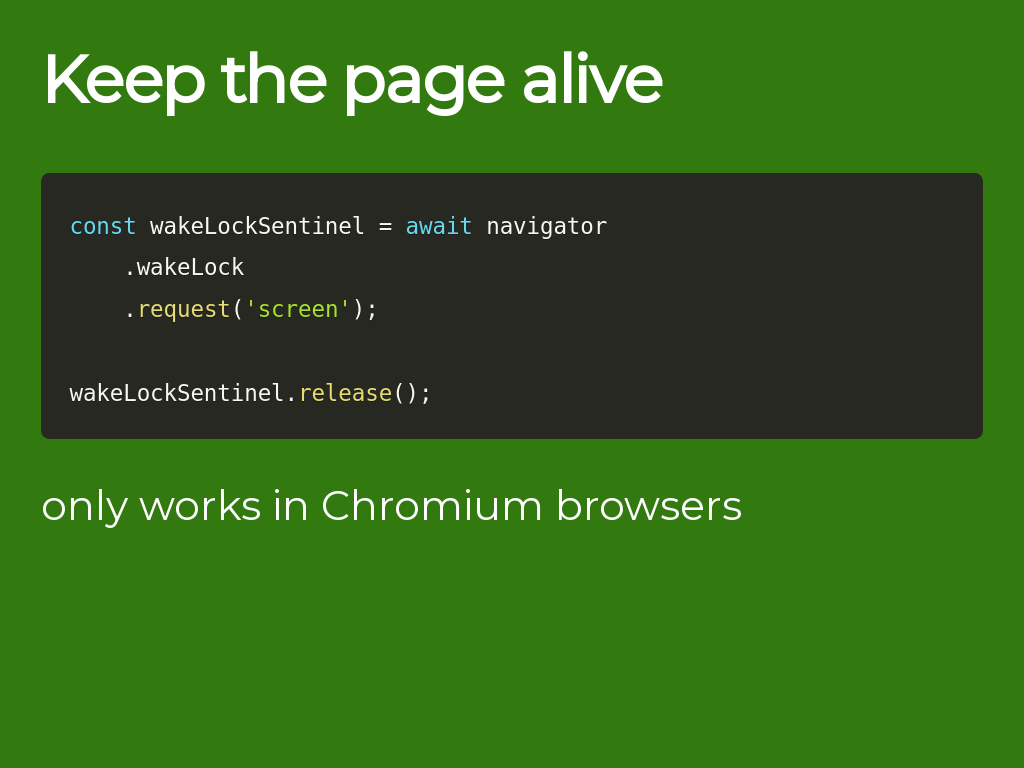 Keep the page alive
const wakeLockSentinel = await navigator
    .wakeLock
    .request('screen');
wakeLockSentinel.release();
only works in Chromium browsers